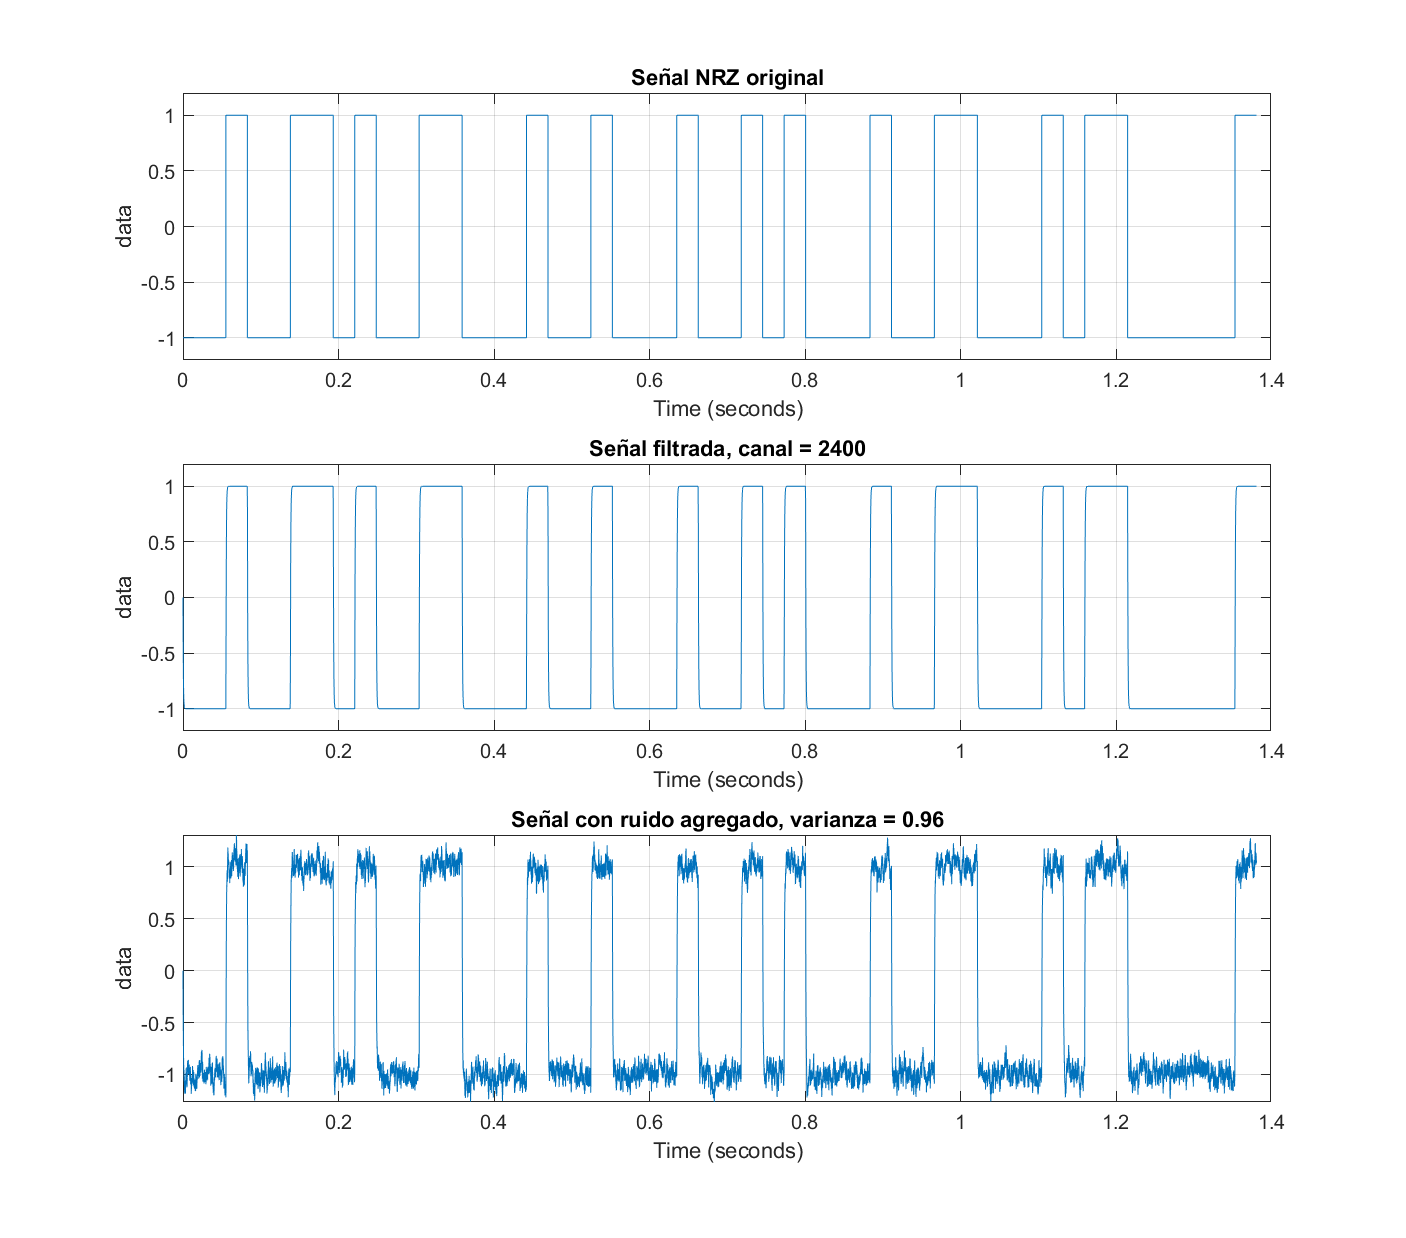 Señal NRZ original
1
0.5
0
-0.5
-1
data
0 0.2 0.4 0.6 0.8 1 1.2 1.4
Time (seconds)
Señal filtrada, canal = 2400
1
0.5
0
-0.5
-1
data
0 0.2 0.4 0.6 0.8 1 1.2 1.4
Time (seconds)
Señal con ruido agregado, varianza = 0.96
1
0.5
0
-0.5
-1
data
0 0.2 0.4 0.6 0.8 1 1.2 1.4
Time (seconds)